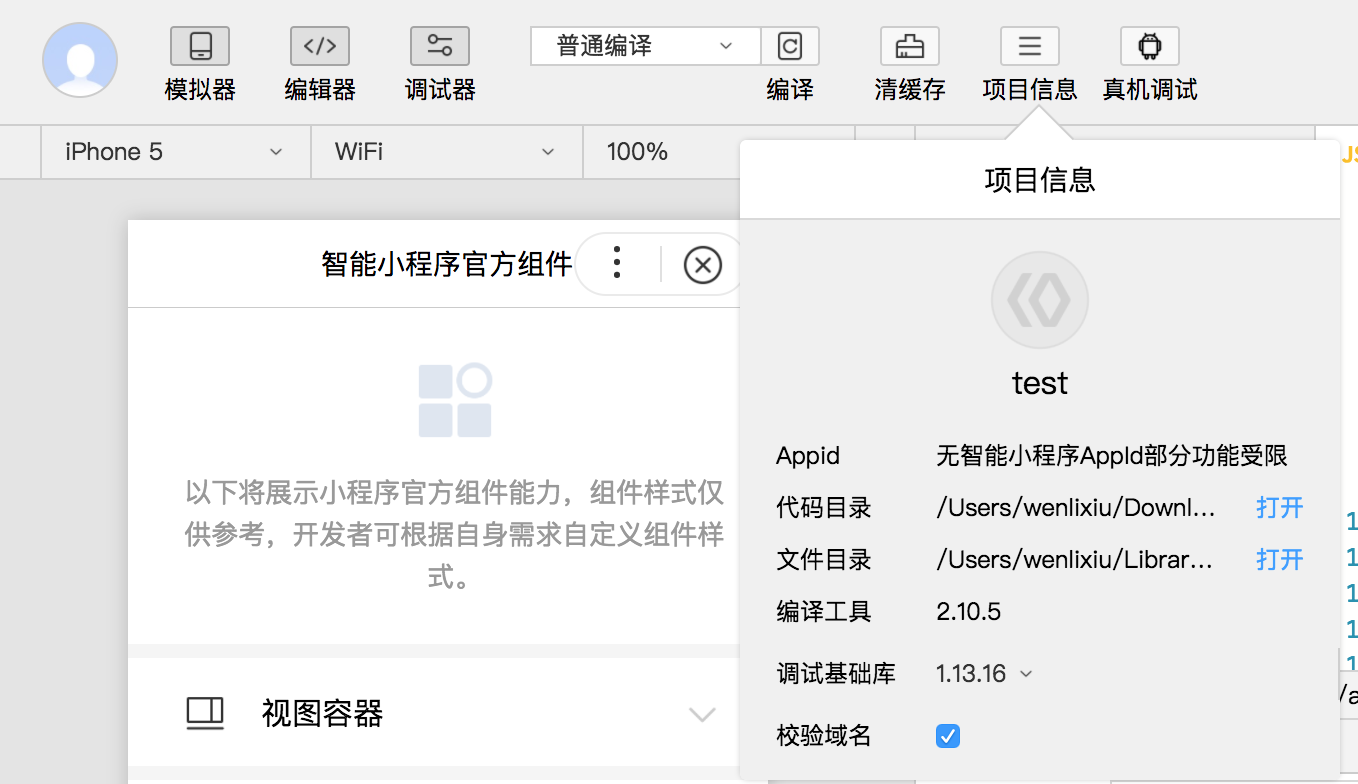 普通编译
模拟器
编辑器
调试器
编译
清缓存
项目信息
真机调试
iPhone 5
WiFi
100%
项目信息
智能小程序官方组件
test
以下将展示小程序官方组件能力，组件样式仅
供参考，开发者可根据自身需求自定义组件样
式。
视图容器
Appid 无智能小程序AppId部分功能受限
代码目录 /Users/wenlixiu/Downl... 打开
文件目录 /Users/wenlixiu/Librar... 打开
编译工具 2.10.5
调试基础库 1.13.16
校验域名
JS
1
1
1
1
1
/a